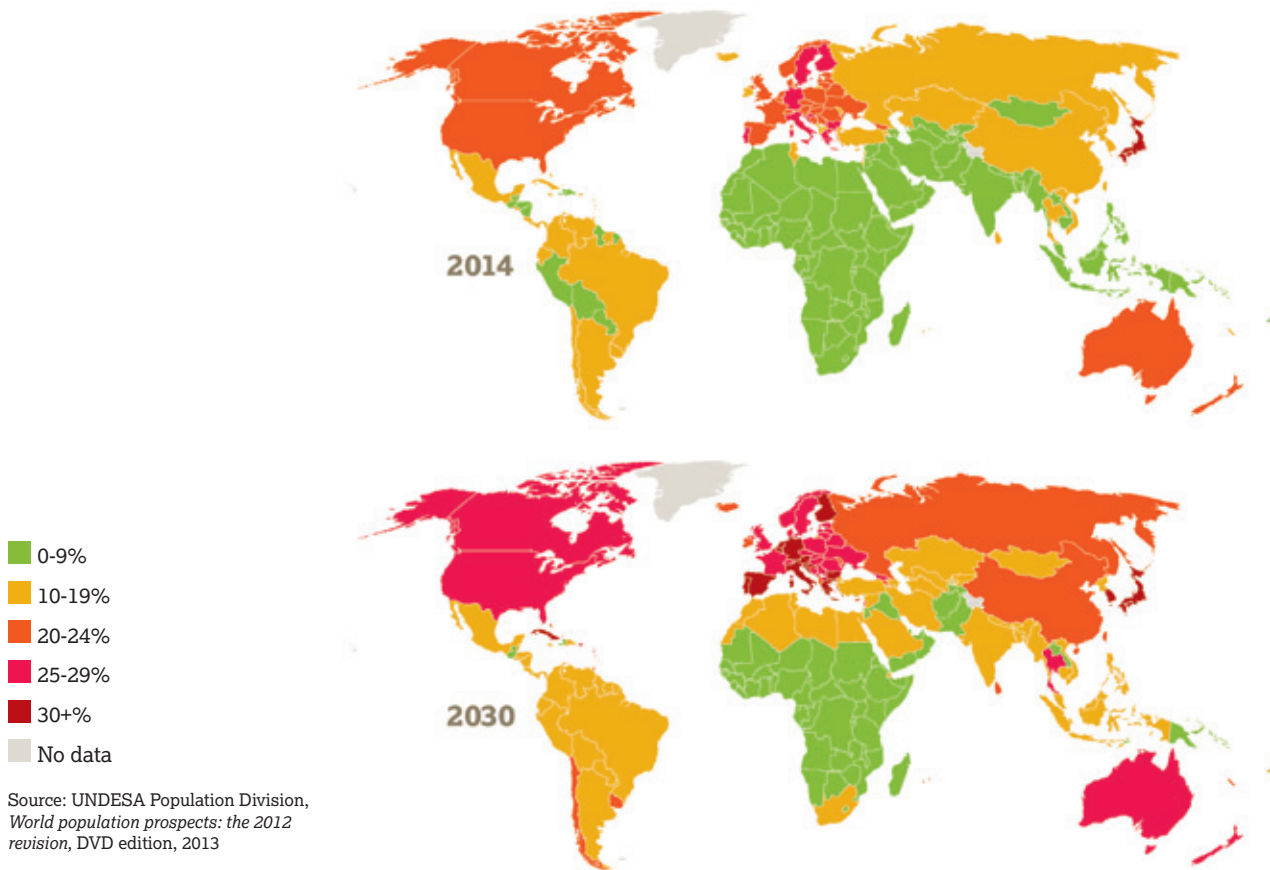 2014
2030
0-9%
10-19%
20-24%
25-29%
30+%
No data
Source: UNDESA Population Division,
World population prospects: the 2012
revision, DVD edition, 2013